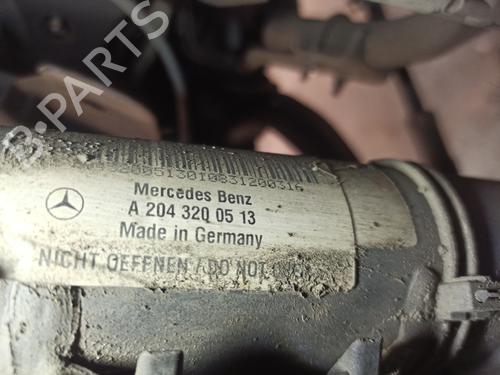 B-PARTS
Mercedes Benz
A 204 320 05 13
Made in Germany
NICHT OEFFNEN / DO NOT